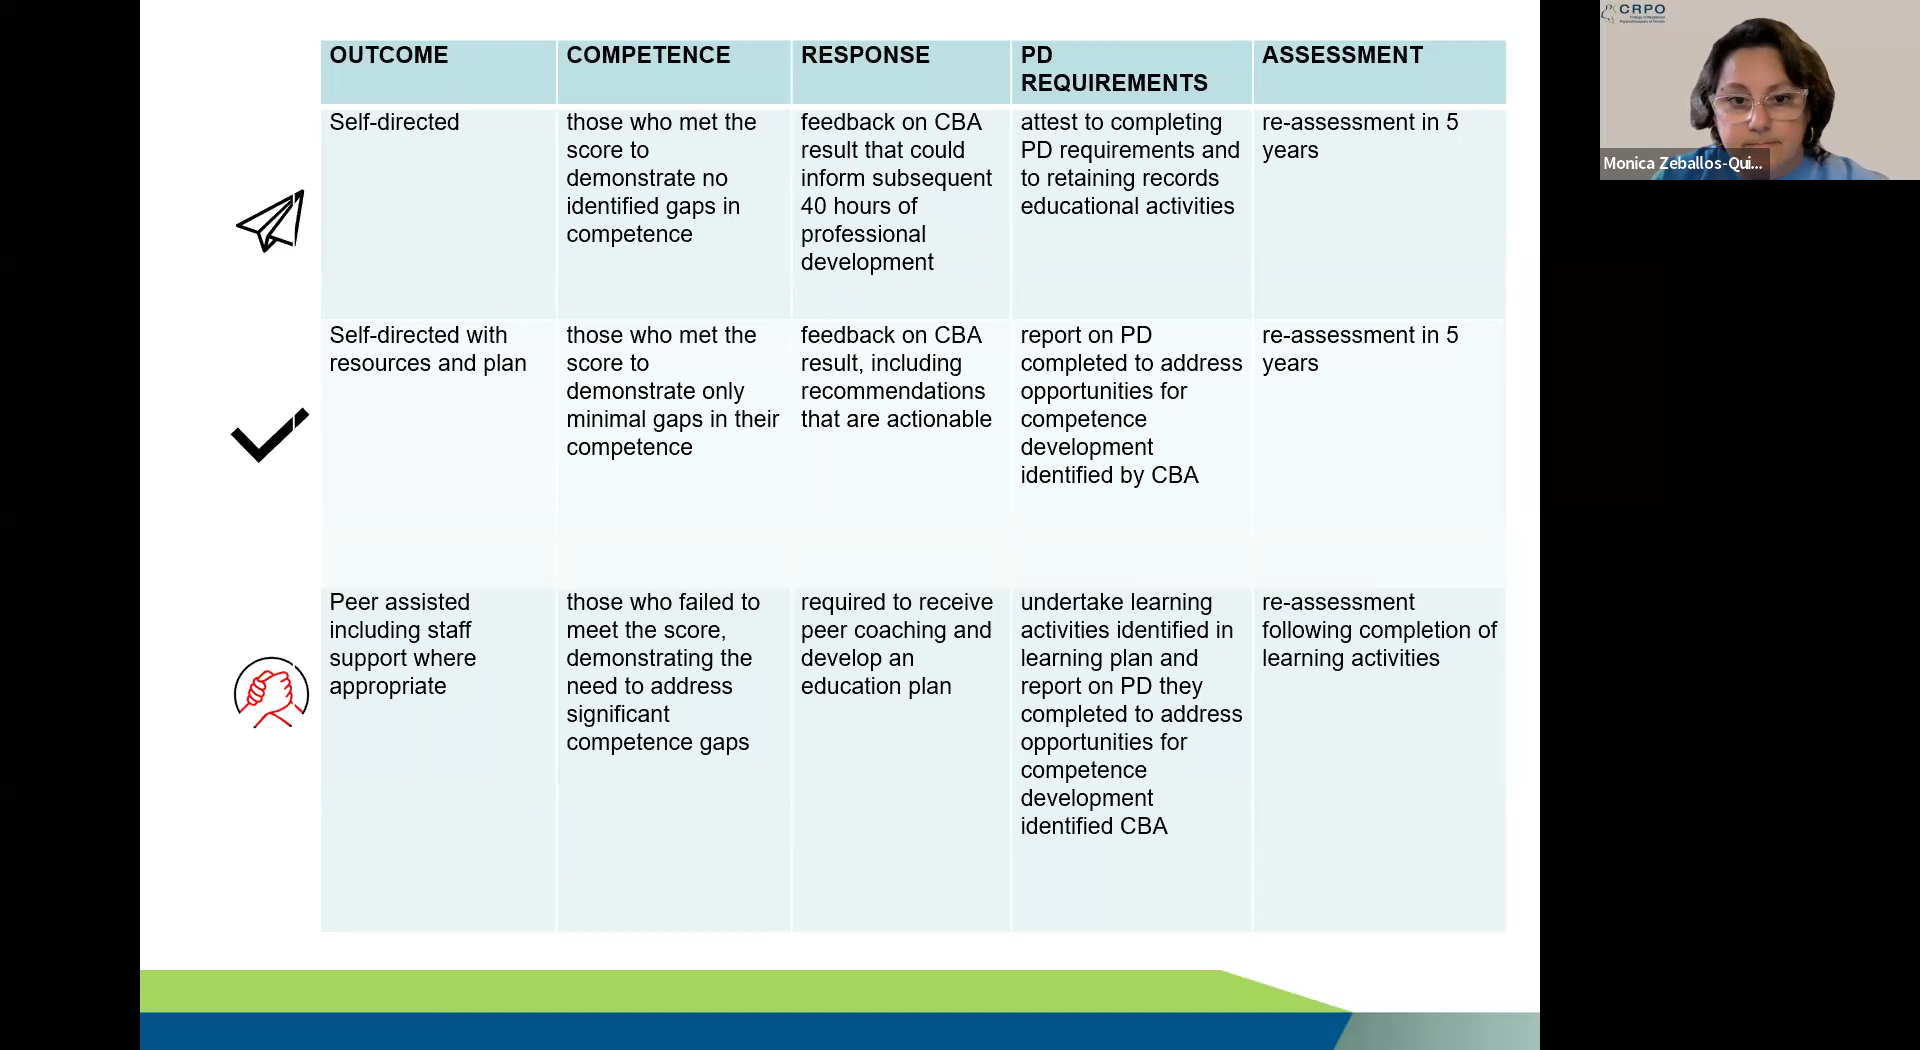 OUTCOME
COMPETENCE
RESPONSE
PD
REQUIREMENTS
ASSESSMENT
Self-directed
those who met the
score to
demonstrate no
identified gaps in
competence
feedback on CBA
result that could
inform subsequent
40 hours of
professional
development
attest to completing
PD requirements and
to retaining records
educational activities
re-assessment in 5
years
Self-directed with
resources and plan
those who met the
score to
demonstrate only
minimal gaps in their
competence
feedback on CBA
result, including
recommendations
that are actionable
report on PD
completed to address
opportunities for
competence
development
identified by CBA
re-assessment in 5
years
Peer assisted
including staff
support where
appropriate
those who failed to
meet the score,
demonstrating the
need to address
significant
competence gaps
required to receive
peer coaching and
develop an
education plan
undertake learning
activities identified in
learning plan and
report on PD they
completed to address
opportunities for
competence
development
identified CBA
re-assessment
following completion of
learning activities
CRPO
Monica Zeballos-Qui...